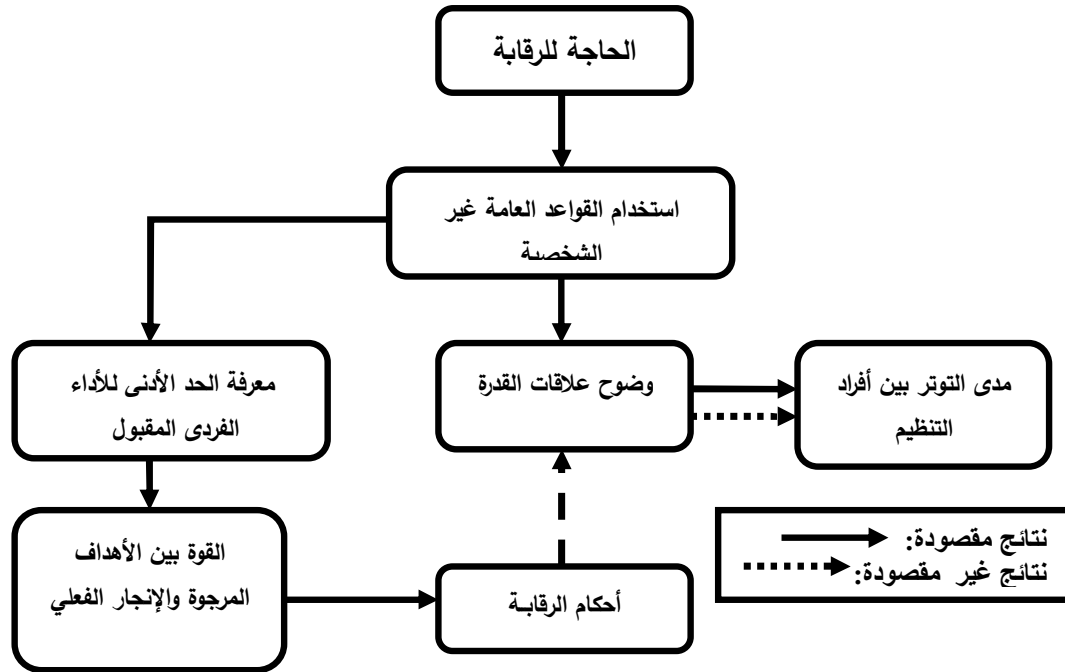 الحاجة للرقابة
استخدام القواعد العامة غير
الشخصية
معرفة الحد الأدنى للأداء
الفردى المقبول
وضوح علاقات القدرة
مدى التوتر بين أفراد
التنظيم
القوة بين الأهداف
المرجوة والإنجار الفعلي
أحكام الرقابة
نتائج مقصودة:
نتائج غير مقصودة: